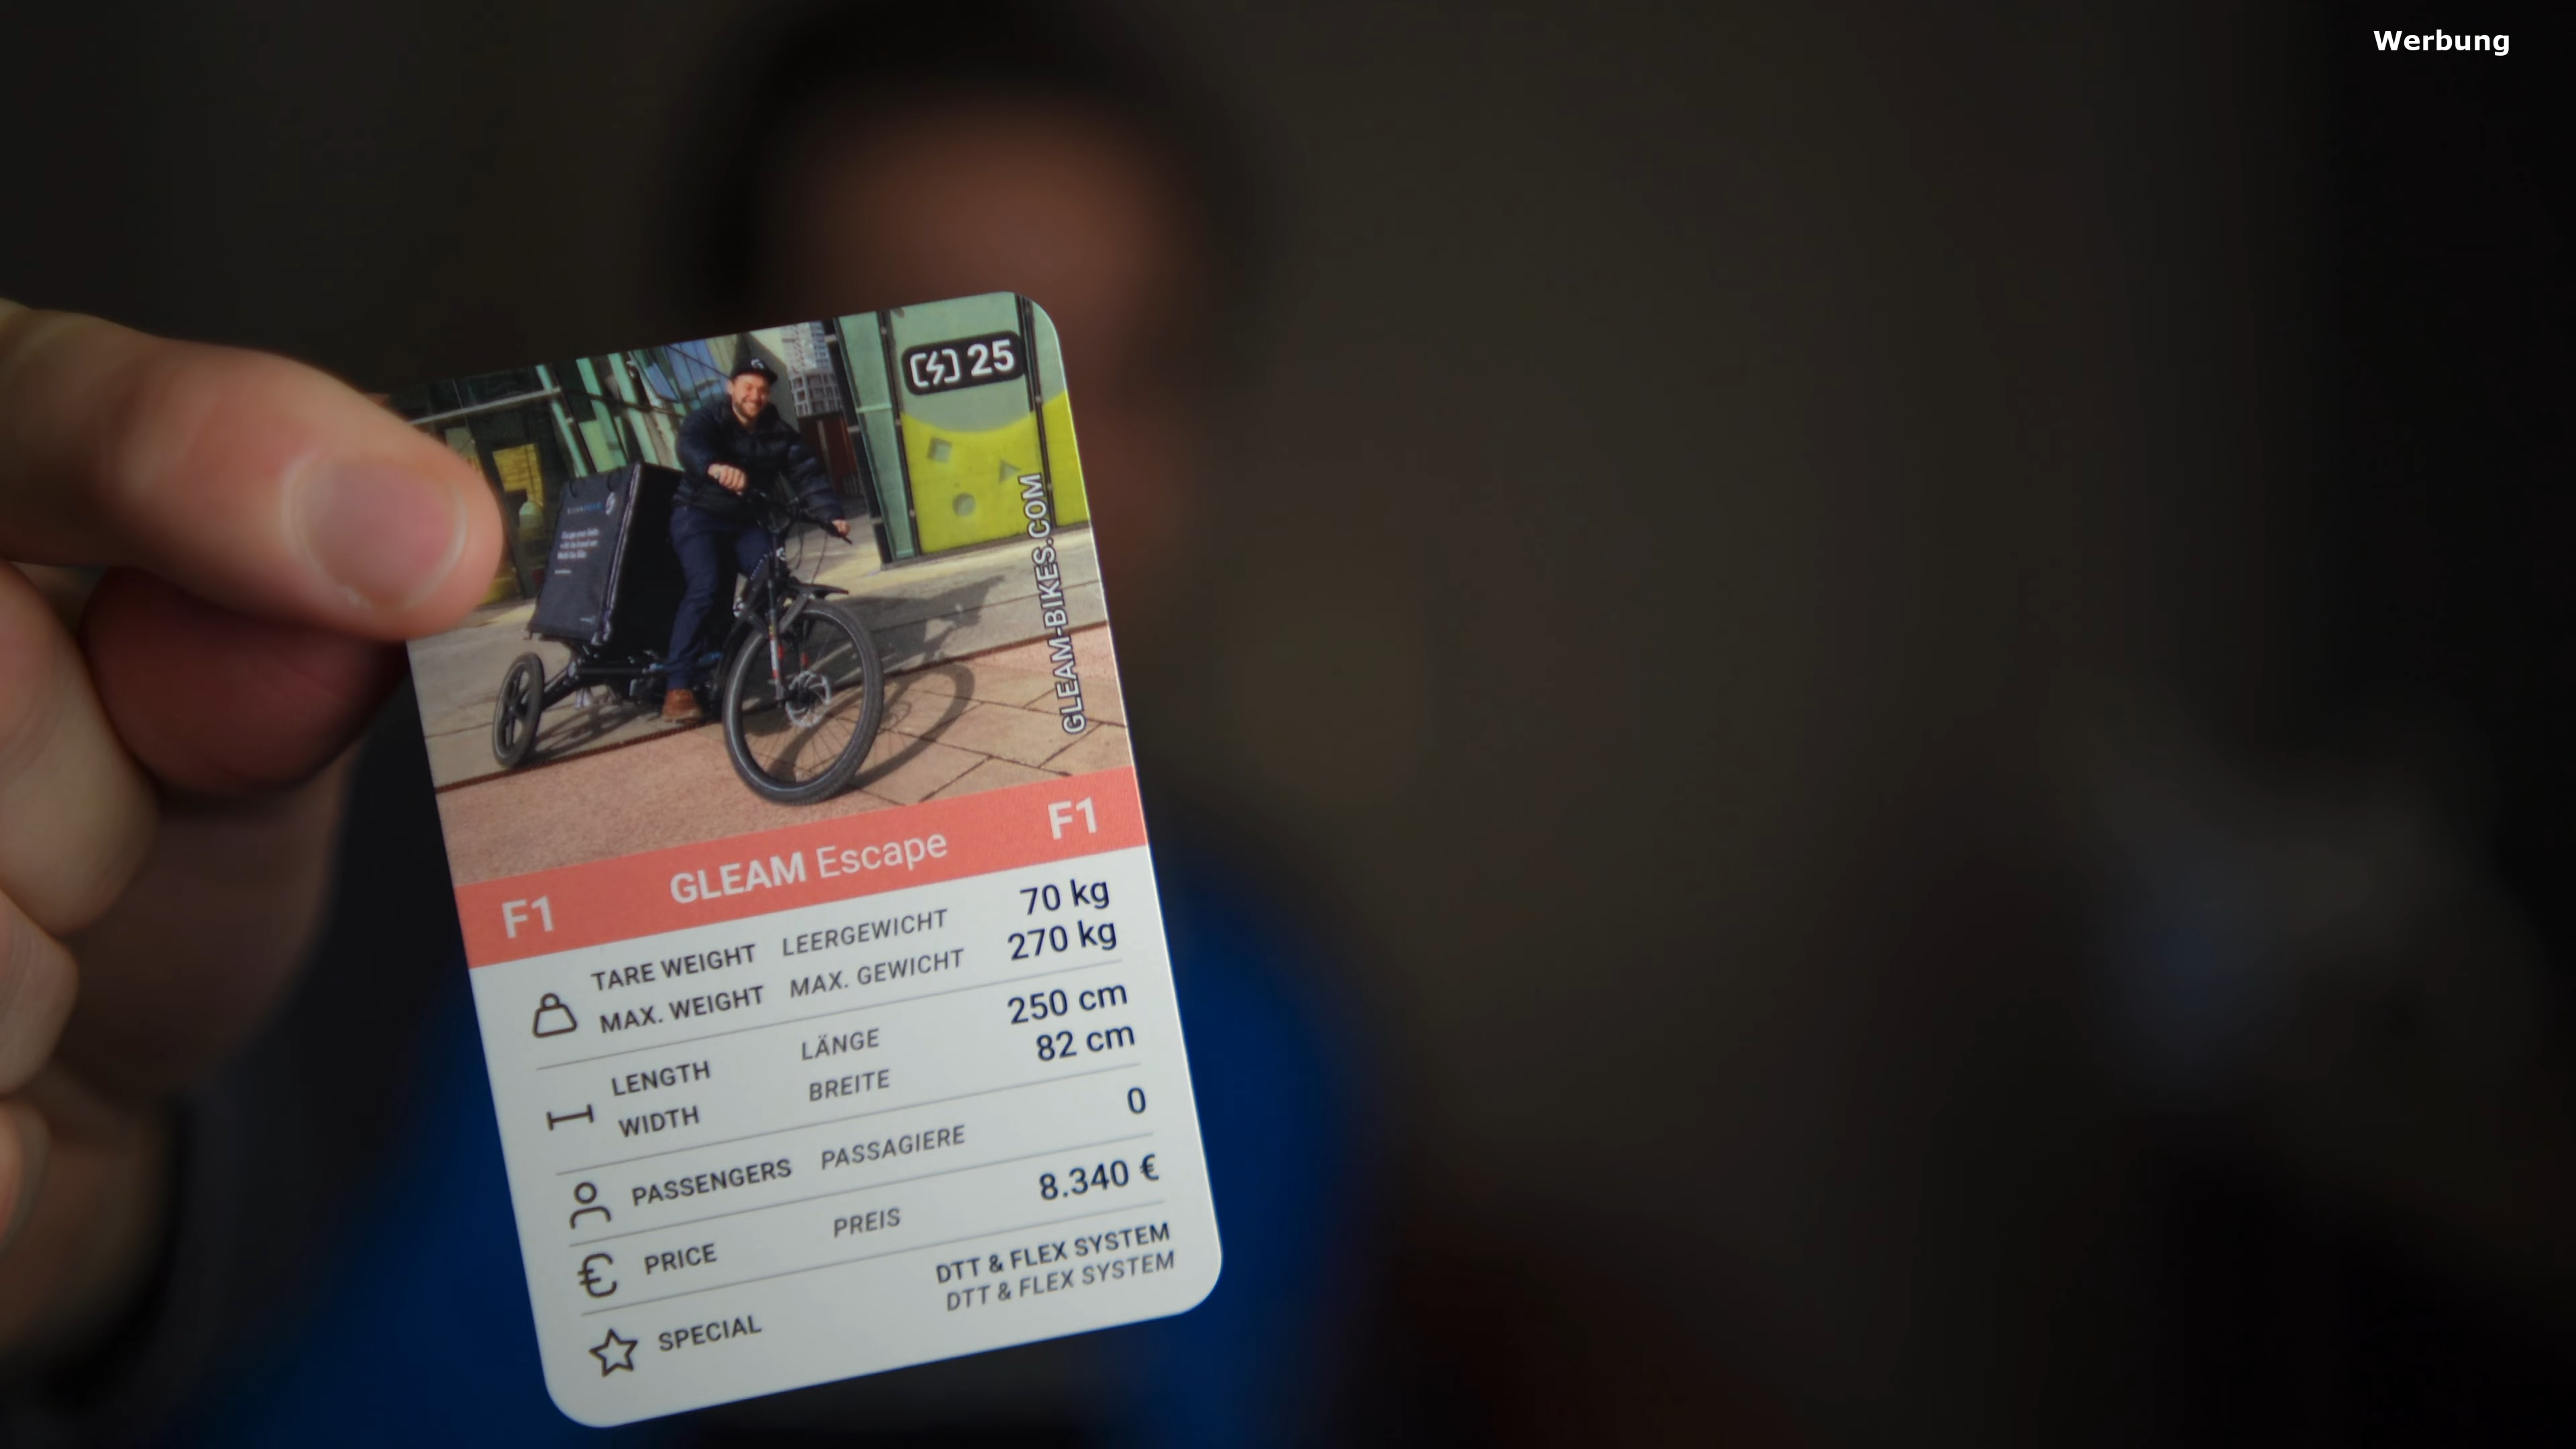 Werbung
25
GLEAM-BIKES.COM
F1 GLEAM Escape F1
TARE WEIGHT LEERGEWICHT 70 kg
MAX. WEIGHT MAX. GEWICHT 270 kg
LENGTH LÄNGE 250 cm
WIDTH BREITE 82 cm
PASSENGERS PASSAGIERE 0
PRICE PREIS 8.340 €
SPECIAL DTT & FLEX SYSTEM
DTT & FLEX SYSTEM